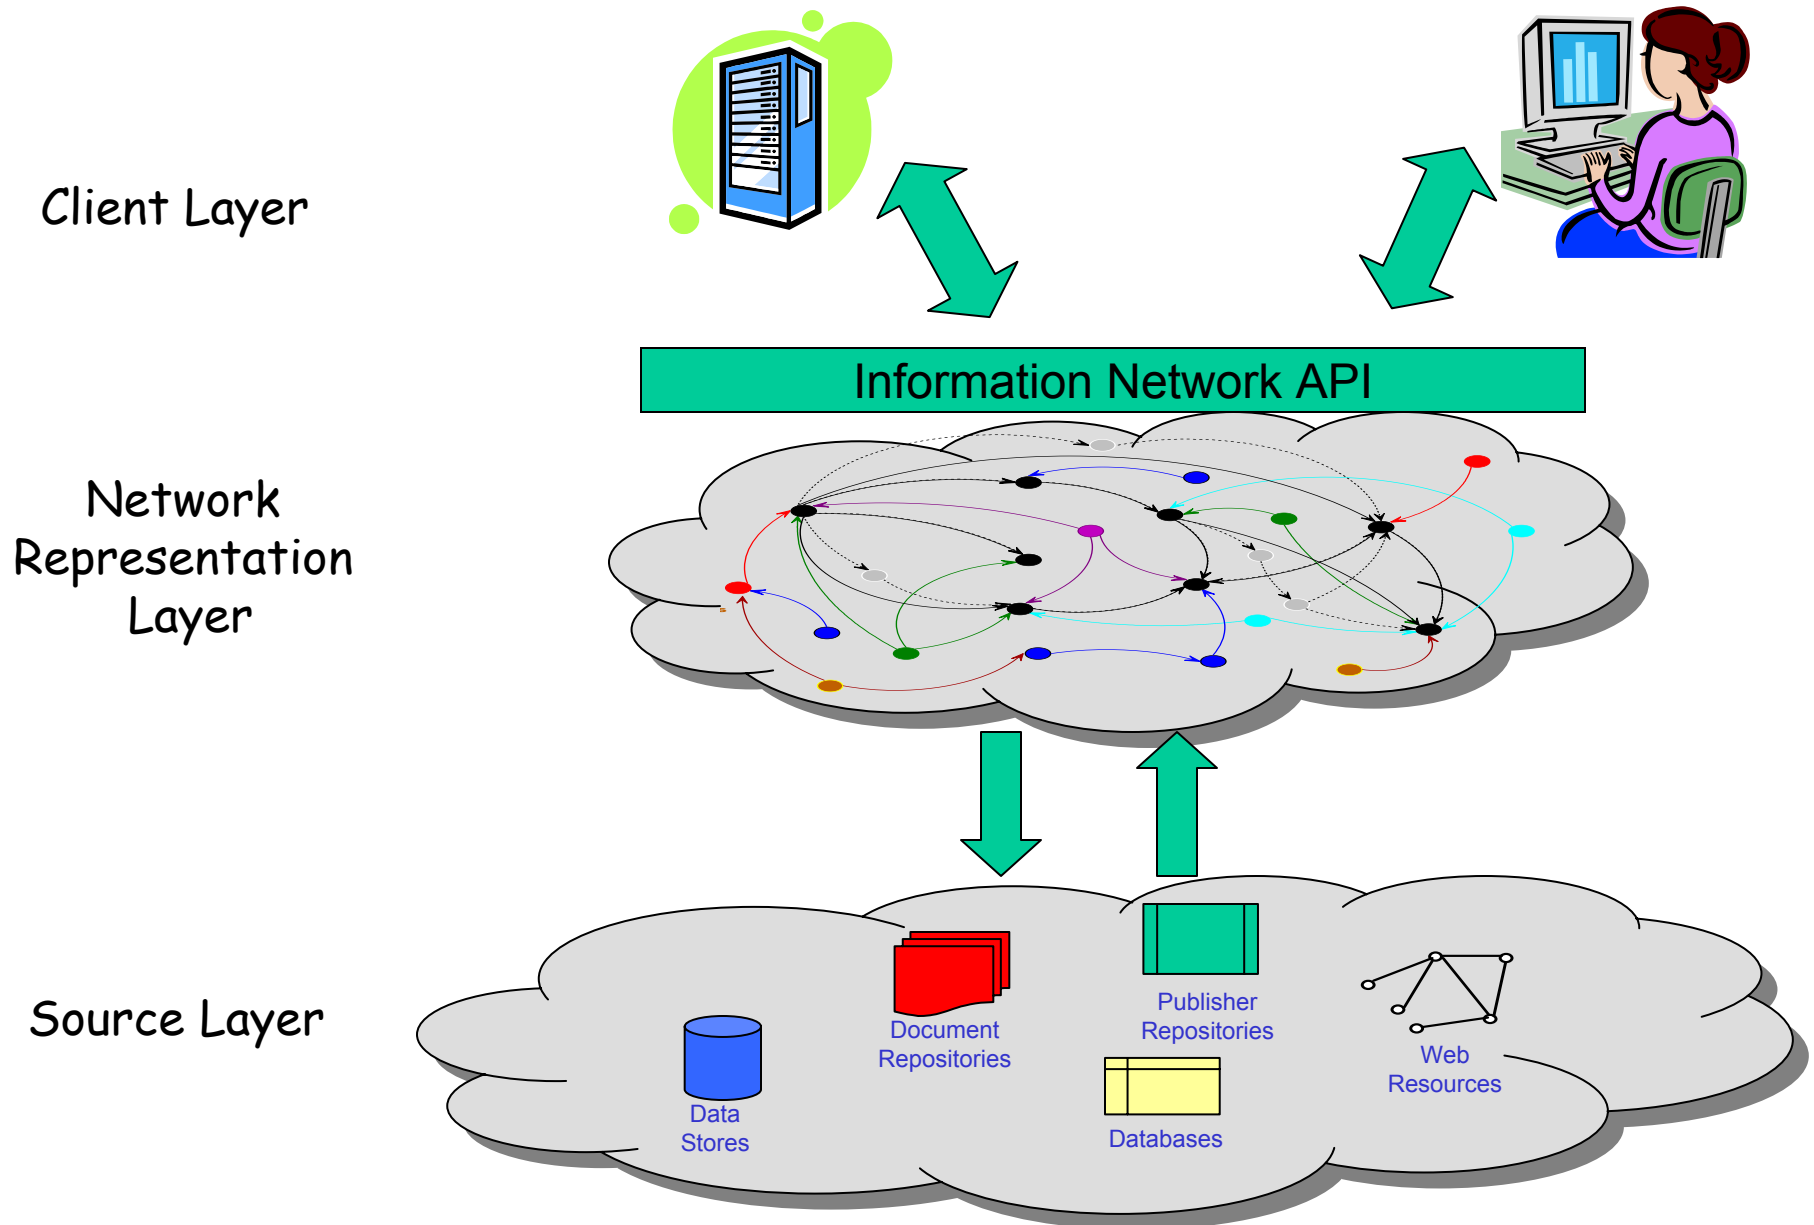 Client Layer
Information Network API
Network
Representation
Layer
Source Layer
Document
Repositories
Publisher
Repositories
Web
Resources
Data
Stores
Databases